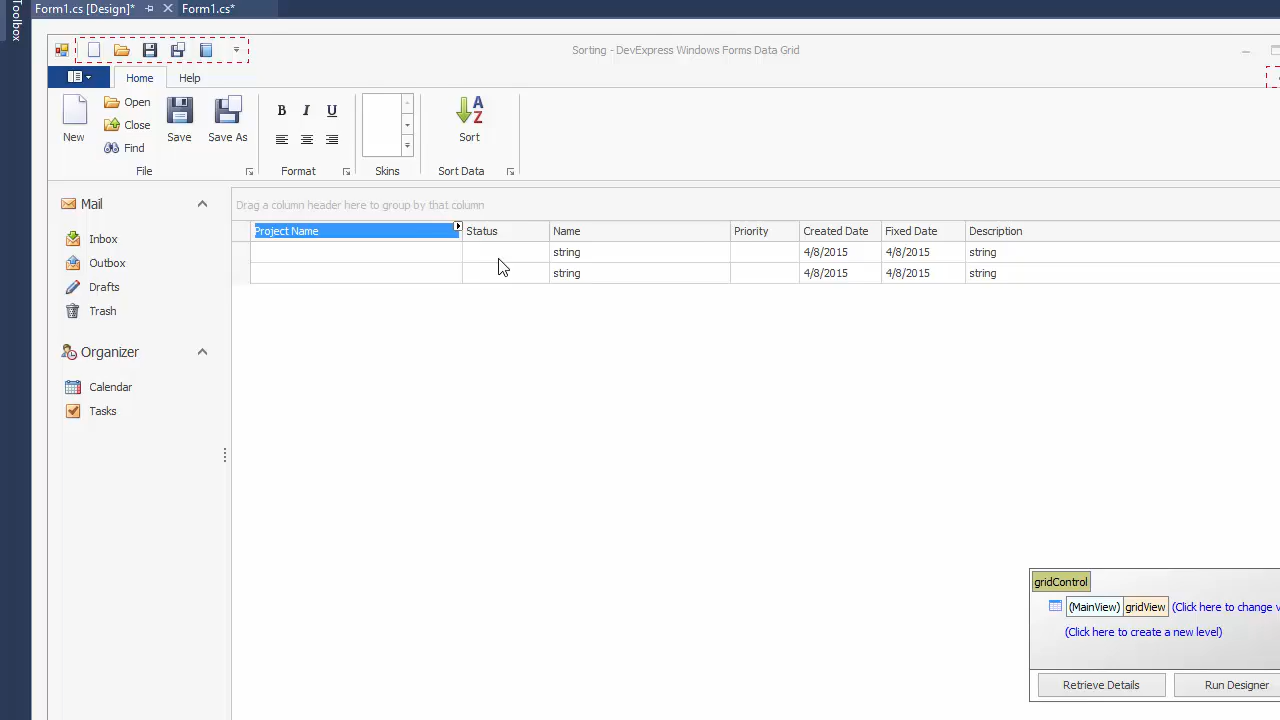 Toolbox
Form1.cs [Design]* Form1.cs*
Sorting - DevExpress Windows Forms Data Grid
Home Help
New Open Close Find Save Save As B I U Sort
File Format Skins Sort Data
Mail
Inbox
Outbox
Drafts
Trash
Organizer
Calendar
Tasks
Drag a column header here to group by that column
Project Name Status Name Priority Created Date Fixed Date Description
string 4/8/2015 4/8/2015 string
string 4/8/2015 4/8/2015 string
gridControl
(MainView) gridView (Click here to change v
(Click here to create a new level)
Retrieve Details Run Designer